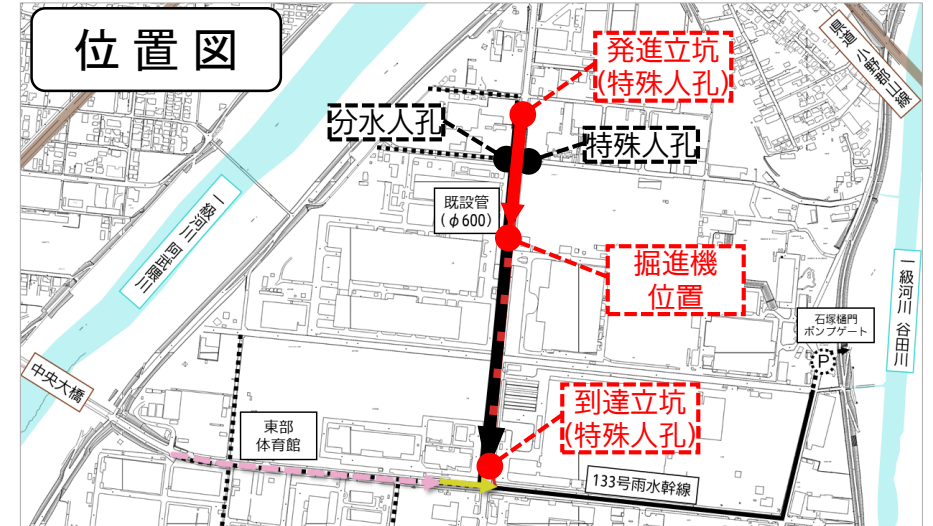 位置図
発進立坑
(特殊人孔)
県道 小野郡山線
分水人孔
特殊人孔
既設管
(φ600)
一級河川 阿武隈川
掘進機
位置
一級河川 谷田川
石塚樋門
ポンプゲート
P
中央大橋
到達立坑
(特殊人孔)
東部
体育館
133号雨水幹線